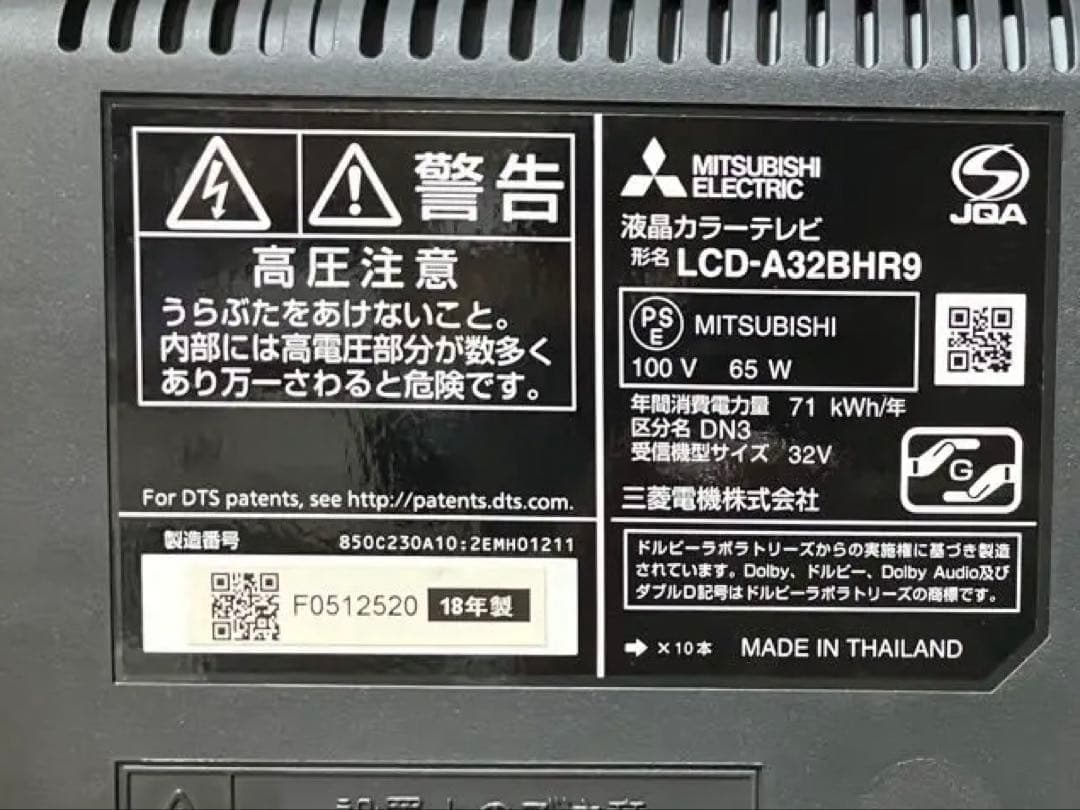 警告
高圧注意
うらぶたをあけないこと。
内部には高電圧部分が数多く
あり万一さわると危険です。
For DTS patents, see http://patents.dts.com.
製造番号 850C230A10:2EMH01211
F0512520 18年製
MITSUBISHI
ELECTRIC
JQA
液晶カラーテレビ
形名 LCD-A32BHR9
PSE MITSUBISHI
100 V 65 W
年間消費電力量 71 kWh/年
区分名 DN3
受信機型サイズ 32V
G
三菱電機株式会社
ドルビーラボラトリーズからの実施権に基づき製造
されています。Dolby、ドルビー、Dolby Audio及び
ダブルD記号はドルビーラボラトリーズの商標です。
➡ ×10本 MADE IN THAILAND